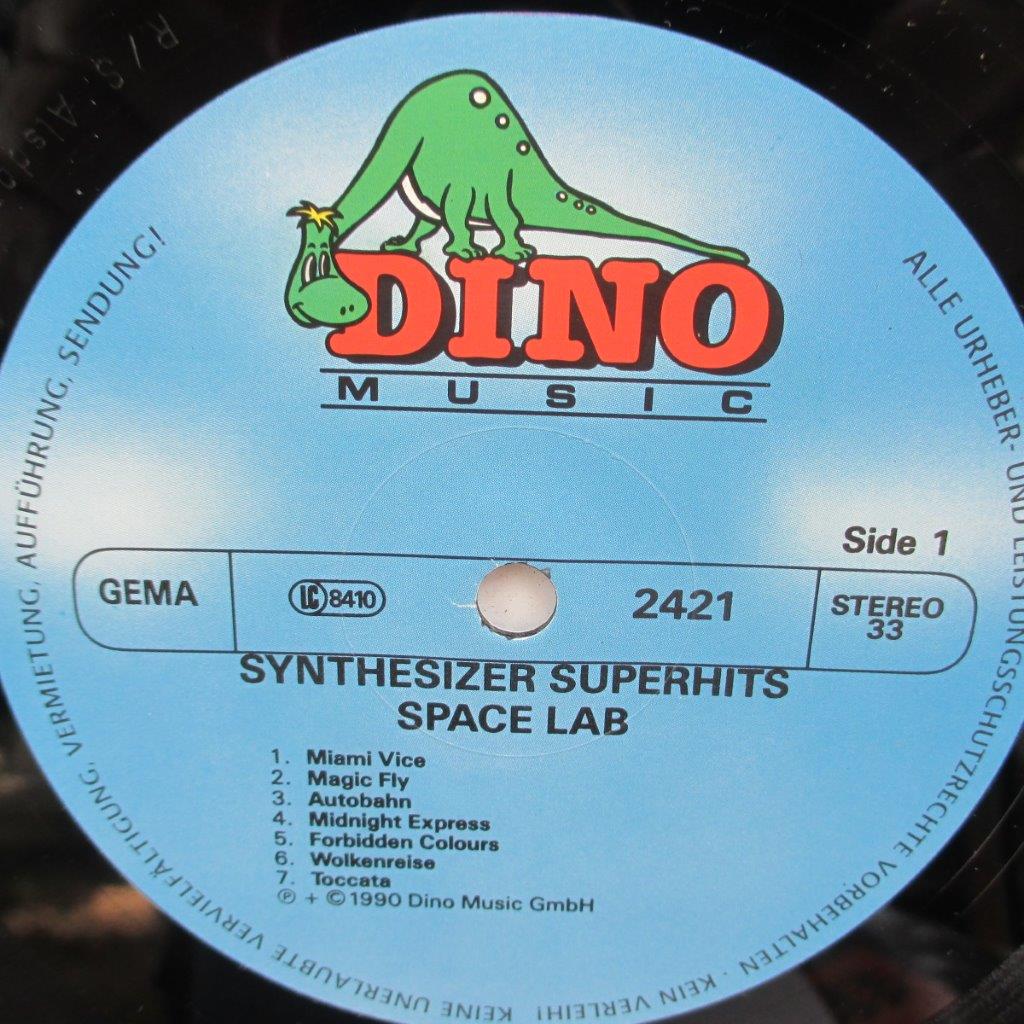 DINO
MUSIC
Side 1
GEMA
LC 8410
2421
STEREO
33
SYNTHESIZER SUPERHITS
SPACE LAB
1. Miami Vice
2. Magic Fly
3. Autobahn
4. Midnight Express
5. Forbidden Colours
6. Wolkenreise
7. Toccata
℗ + © 1990 Dino Music GmbH
ALLE URHEBER- UND LEISTUNGSSCHUTZRECHTE VORBEHALTEN · KEIN VERLEIH! KEINE UNERLAUBTE VERVIELFÄLTIGUNG, VERMIETUNG, AUFFÜHRUNG, SENDUNG!